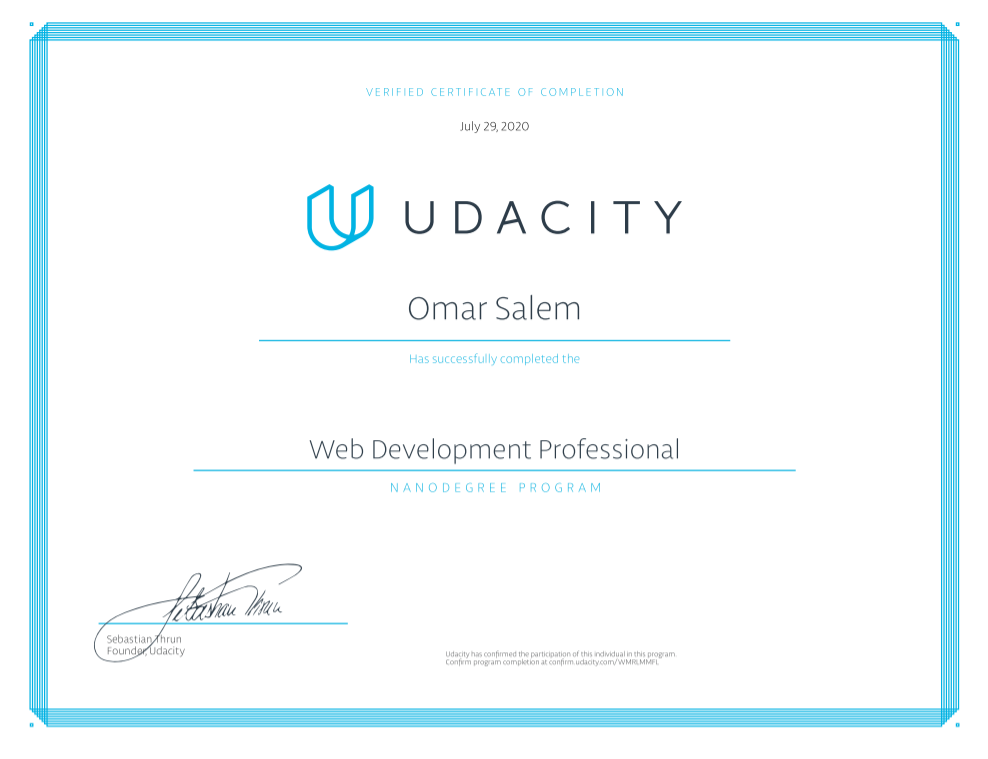 VERIFIED CERTIFICATE OF COMPLETION
July 29, 2020
UDACITY
Omar Salem
Has successfully completed the
Web Development Professional
NANODEGREE PROGRAM
Sebastian Thrun
Sebastian Thrun
Founder, Udacity
Udacity has confirmed the participation of this individual in this program.
Confirm program completion at confirm.udacity.com/WMRLMMFL